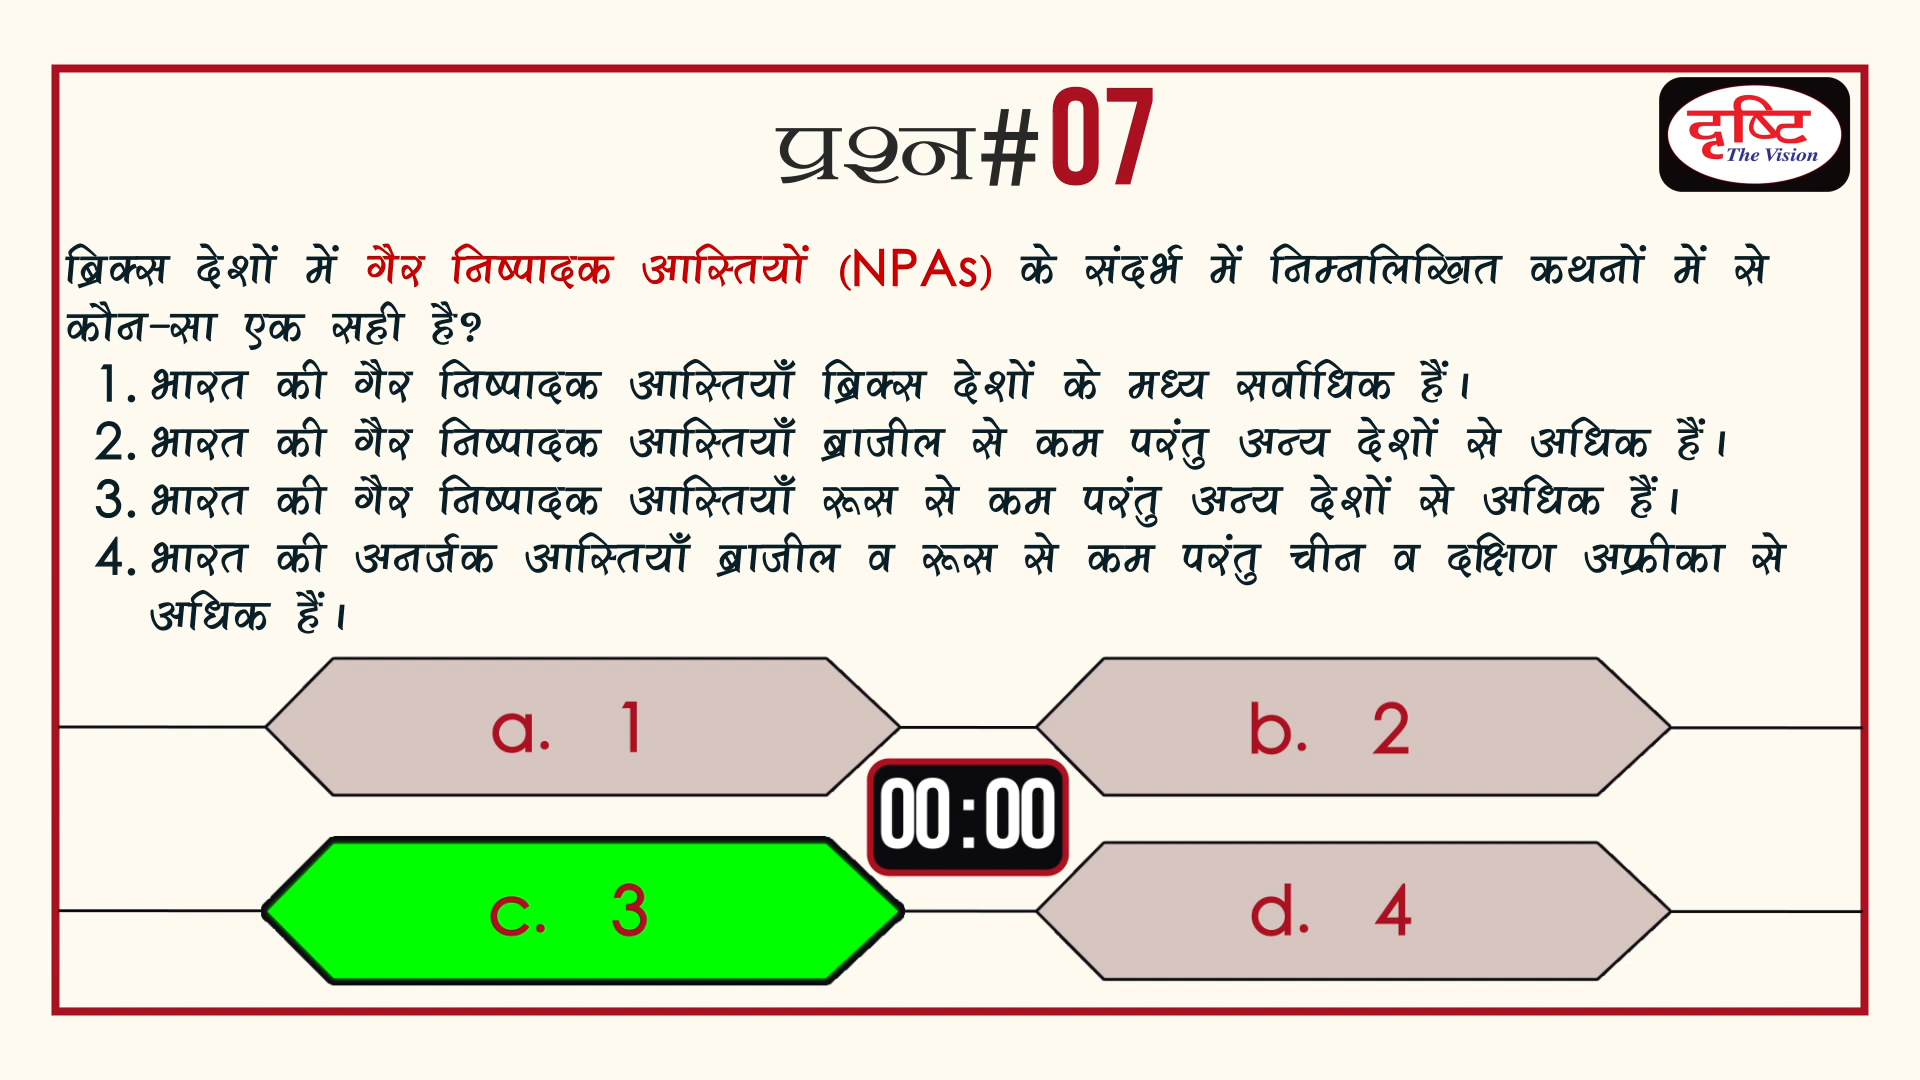 प्रश्न#07
दृष्टि
The Vision
ब्रिक्स देशों में गैर निष्पादक आस्तियों (NPAs) के संदर्भ में निम्नलिखित कथनों में से
कौन-सा एक सही है?
1. भारत की गैर निष्पादक आस्तियाँ ब्रिक्स देशों के मध्य सर्वाधिक हैं।
2. भारत की गैर निष्पादक आस्तियाँ ब्राजील से कम परंतु अन्य देशों से अधिक हैं।
3. भारत की गैर निष्पादक आस्तियाँ रूस से कम परंतु अन्य देशों से अधिक हैं।
4. भारत की अनर्जक आस्तियाँ ब्राजील व रूस से कम परंतु चीन व दक्षिण अफ्रीका से
अधिक हैं।
a. 1
b. 2
00:00
c. 3
d. 4